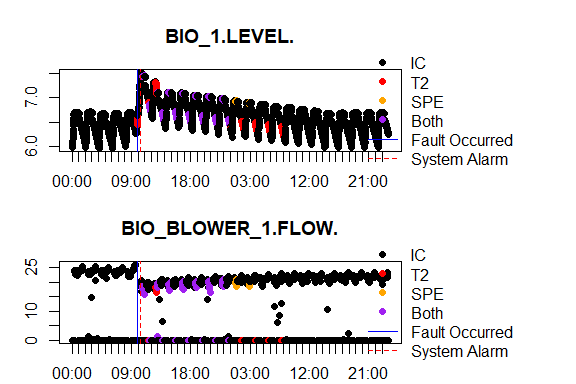 BIO_1.LEVEL.
7.0
6.0
00:00 09:00 18:00 03:00 12:00 21:00
IC
T2
SPE
Both
Fault Occurred
System Alarm
BIO_BLOWER_1.FLOW.
25
10
0
00:00 09:00 18:00 03:00 12:00 21:00
IC
T2
SPE
Both
Fault Occurred
System Alarm